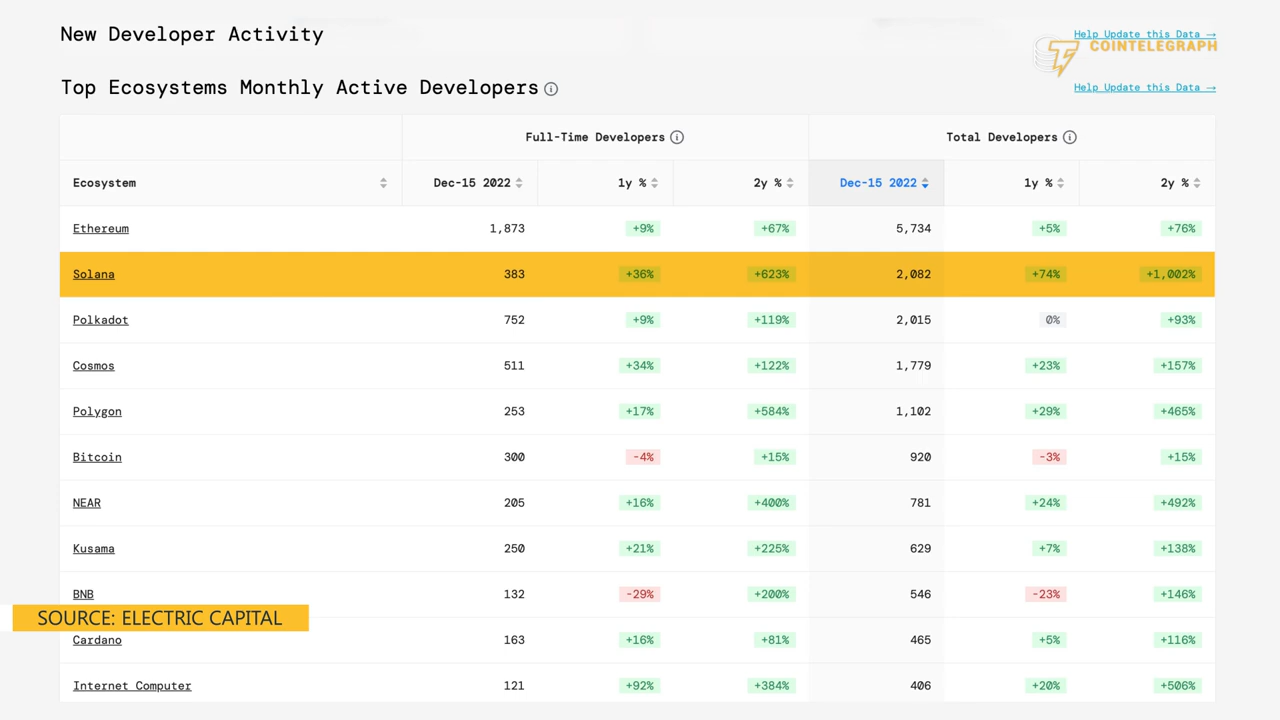 New Developer Activity
Help Update this Data →
COINTELEGRAPH
Top Ecosystems Monthly Active Developers
Help Update this Data →
Full-Time Developers Total Developers
Ecosystem Dec-15 2022 1y % 2y % Dec-15 2022 1y % 2y %
Ethereum 1,873 +9% +67% 5,734 +5% +76%
Solana 383 +36% +623% 2,082 +74% +1,002%
Polkadot 752 +9% +119% 2,015 0% +93%
Cosmos 511 +34% +122% 1,779 +23% +157%
Polygon 253 +17% +584% 1,102 +29% +465%
Bitcoin 300 -4% +15% 920 -3% +15%
NEAR 205 +16% +400% 781 +24% +492%
Kusama 250 +21% +225% 629 +7% +138%
BNB 132 -29% +200% 546 -23% +146%
SOURCE: ELECTRIC CAPITAL
Cardano 163 +16% +81% 465 +5% +116%
Internet Computer 121 +92% +384% 406 +20% +506%